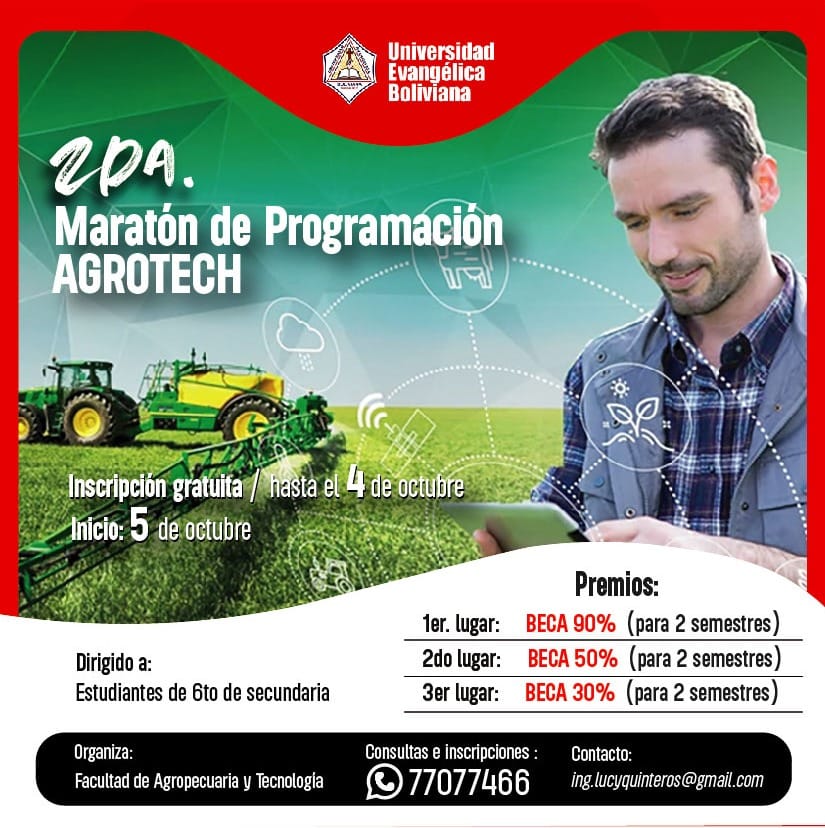 Universidad
Evangélica
Boliviana
2DA.
Maratón de Programación
AGROTECH
Inscripción gratuita / hasta el 4 de octubre
Inicio: 5 de octubre
Premios:
1er. lugar: BECA 90% (para 2 semestres)
2do lugar: BECA 50% (para 2 semestres)
3er lugar: BECA 30% (para 2 semestres)
Dirigido a:
Estudiantes de 6to de secundaria
Organiza:
Facultad de Agropecuaria y Tecnología
Consultas e inscripciones :
77077466
Contacto:
ing.lucyquinteros@gmail.com